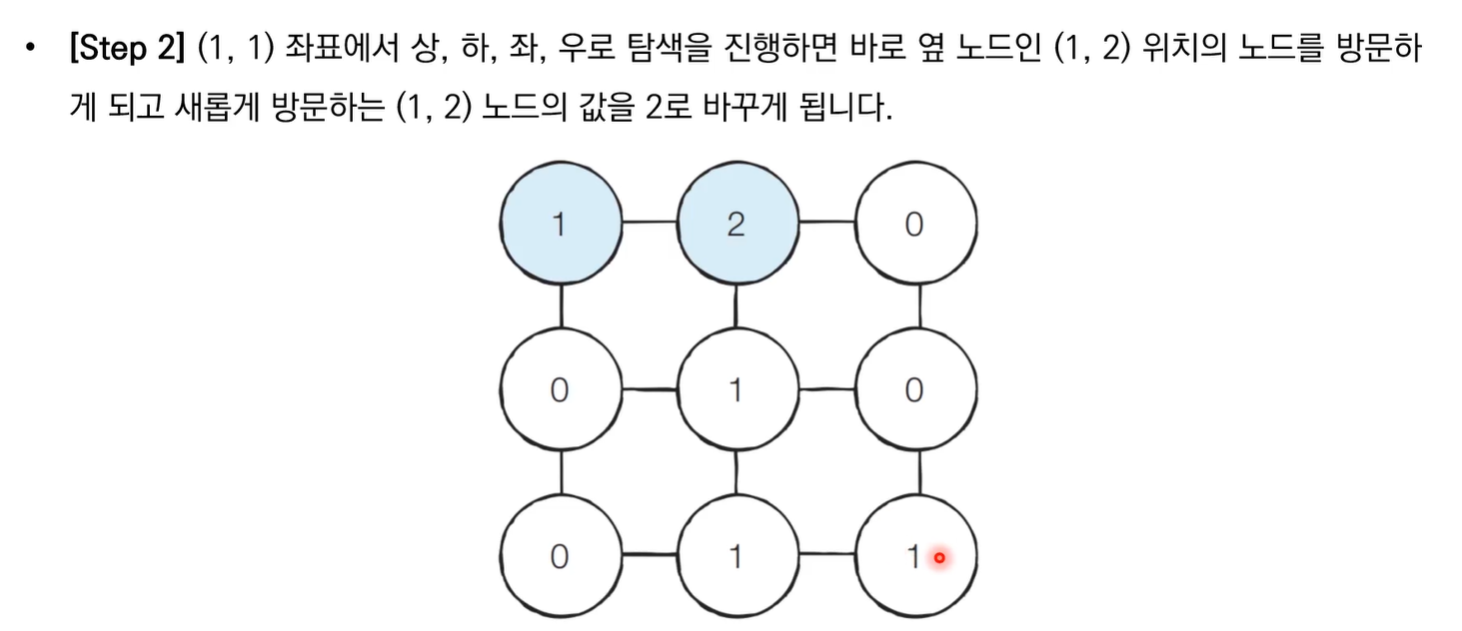 • [Step 2] (1, 1) 좌표에서 상, 하, 좌, 우로 탐색을 진행하면 바로 옆 노드인 (1, 2) 위치의 노드를 방문하
게 되고 새롭게 방문하는 (1, 2) 노드의 값을 2로 바꾸게 됩니다.
1 2 0
0 1 0
0 1 1